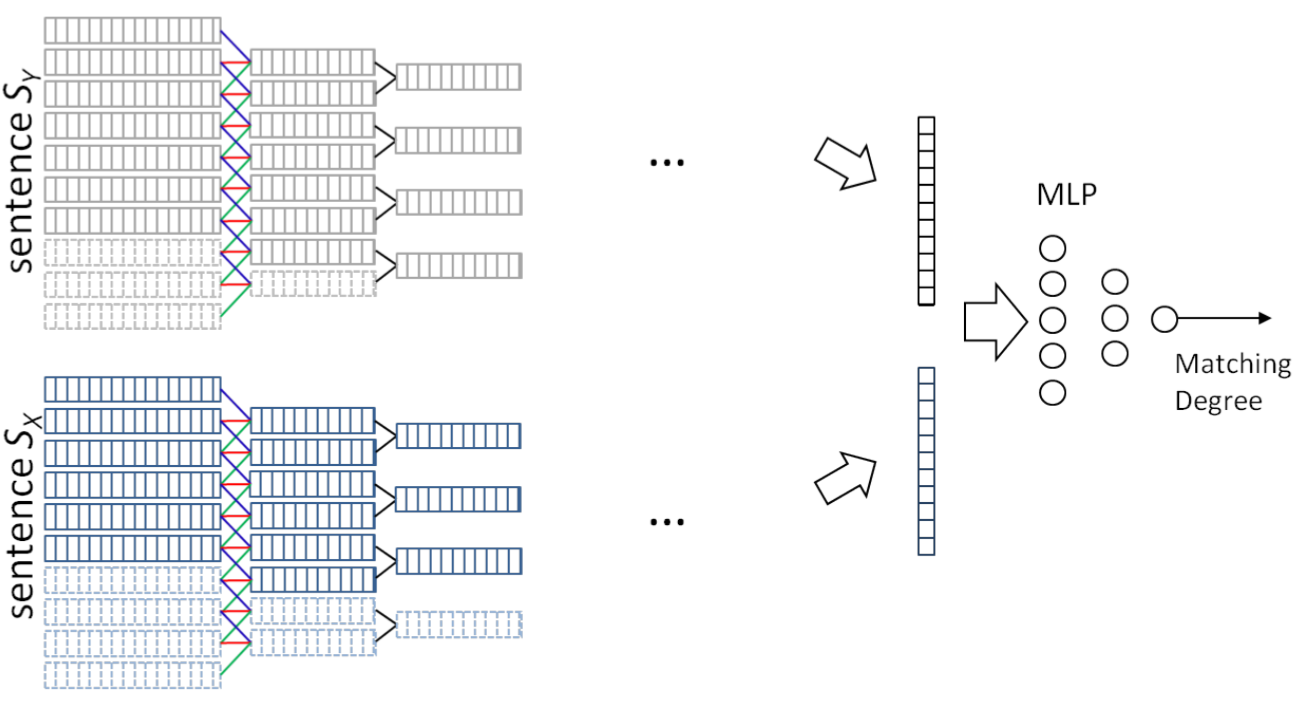 sentence S_Y
...
MLP
Matching
Degree
sentence S_X
...